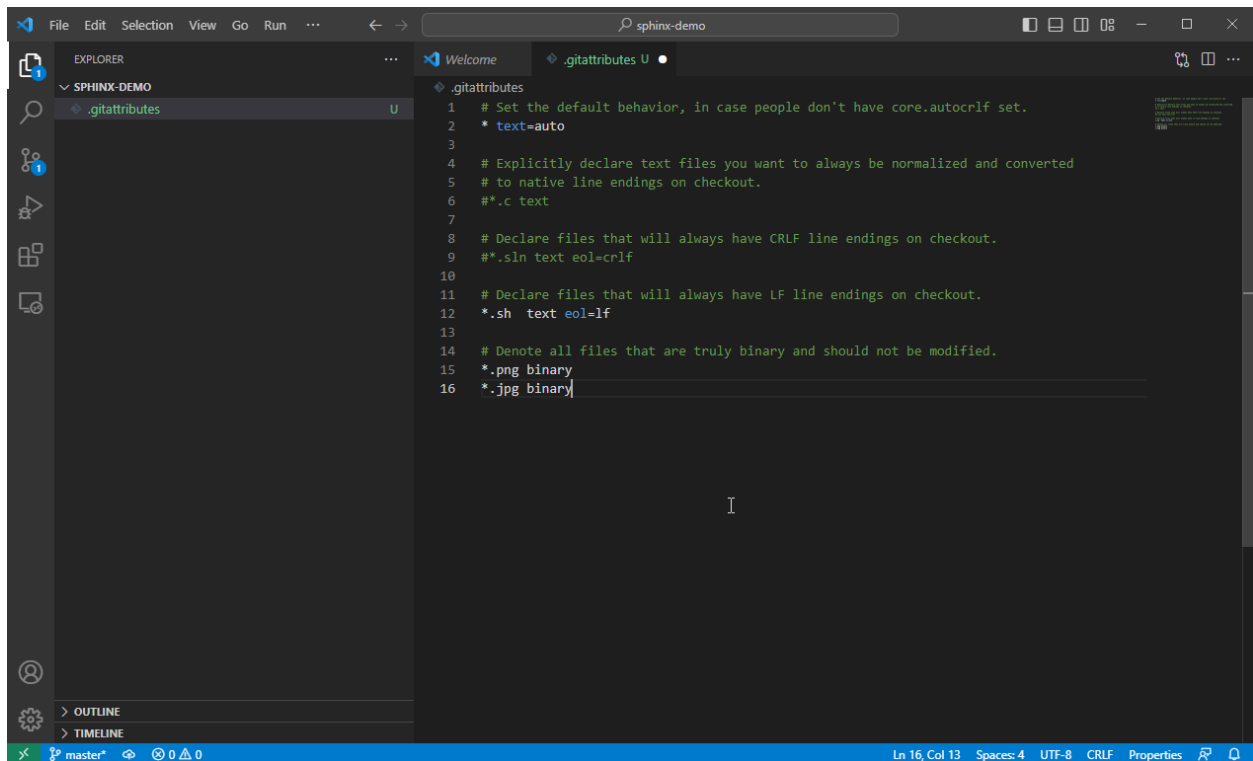 File Edit Selection View Go Run ··· sphinx-demo
EXPLORER ···
SPHINX-DEMO
.gitattributes U
1
OUTLINE
TIMELINE
Welcome .gitattributes U
.gitattributes
1 # Set the default behavior, in case people don't have core.autocrlf set.
2 * text=auto
3
4 # Explicitly declare text files you want to always be normalized and converted
5 # to native line endings on checkout.
6 #*.c text
7
8 # Declare files that will always have CRLF line endings on checkout.
9 #*.sln text eol=crlf
10
11 # Declare files that will always have LF line endings on checkout.
12 *.sh  text eol=lf
13
14 # Denote all files that are truly binary and should not be modified.
15 *.png binary
16 *.jpg binary
1
master* 0 0 Ln 16, Col 13 Spaces: 4 UTF-8 CRLF Properties